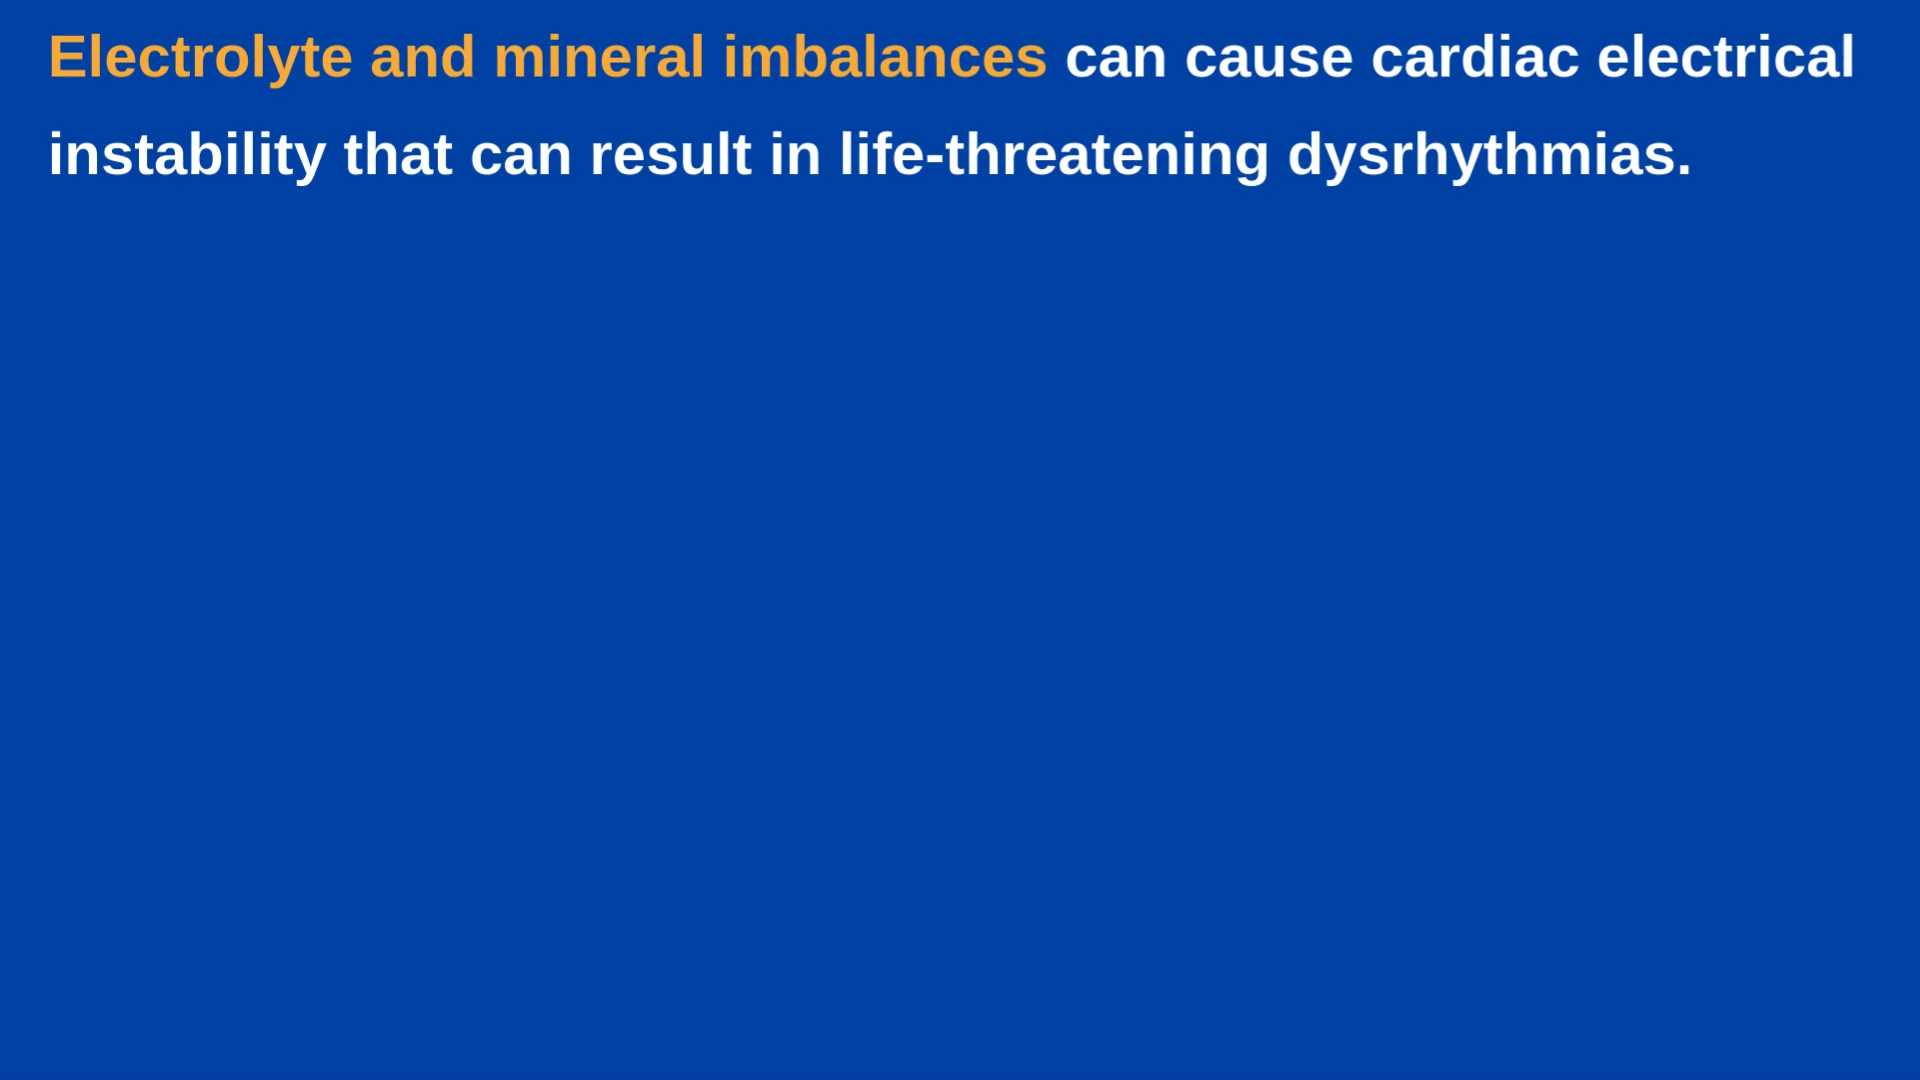 Electrolyte and mineral imbalances can cause cardiac electrical
instability that can result in life-threatening dysrhythmias.